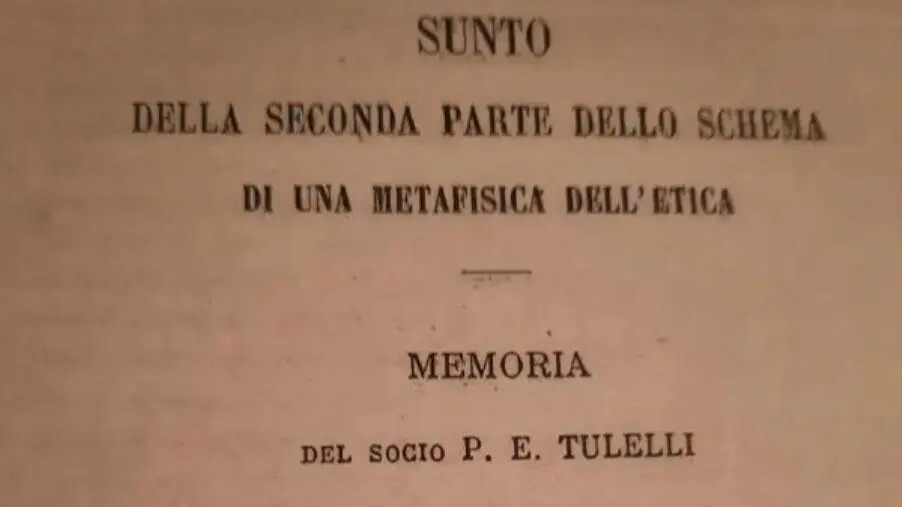 SUNTO
DELLA SECONDA PARTE DELLO SCHEMA
DI UNA METAFISICA DELL'ETICA
MEMORIA
DEL SOCIO P. E. TULELLI